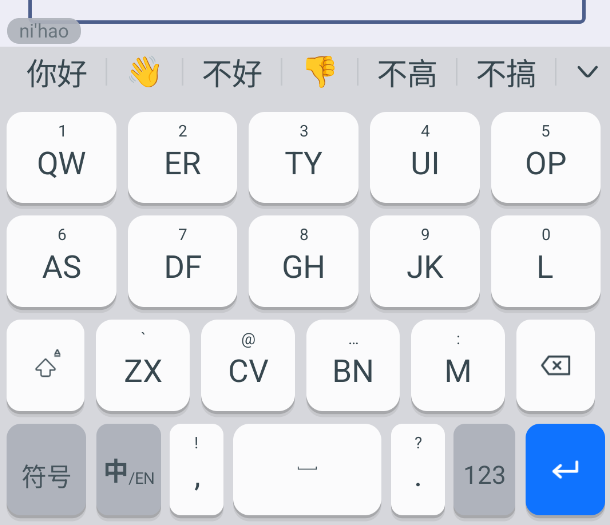 ni'hao
你好 👋 不好 👎 不高 不搞
1 2 3 4 5
QW ER TY UI OP
6 7 8 9 0
AS DF GH JK L
` @ ... :
ZX CV BN M
! ?
符号 中/EN , . 123